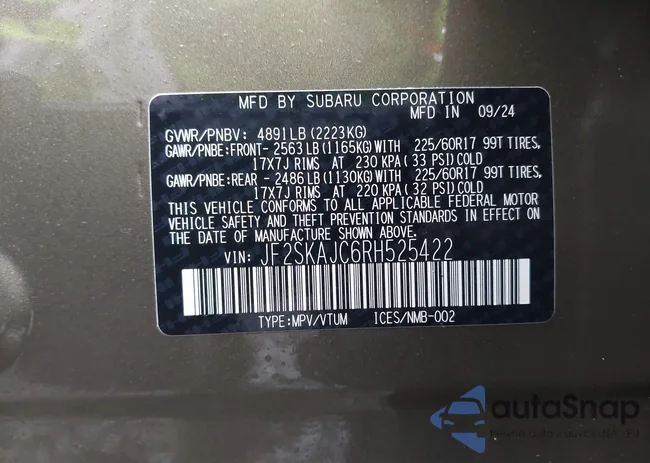 MFD BY SUBARU CORPORATION
MFD IN 09/24
GVWR/PNBV: 4891LB (2223KG)
GAWR/PNBE:FRONT-2563LB(1165KG)WITH 225/60R17 99T TIRES,
17X7J RIMS AT 230 KPA (33 PSI)COLD
GAWR/PNBE:REAR - 2486LB(1130KG)WITH 225/60R17 99T TIRES,
17X7J RIMS AT 220 KPA (32 PSI)COLD
THIS VEHICLE CONFORMS TO ALL APPLICABLE FEDERAL MOTOR
VEHICLE SAFETY AND THEFT PREVENTION STANDARDS IN EFFECT
ON THE DATE OF MANUFACTURE SHOWN ABOVE.
VIN: JF2SKAJC6RH525422
TYPE:MPV/VTUM ICES/NMB-002
autoSnap